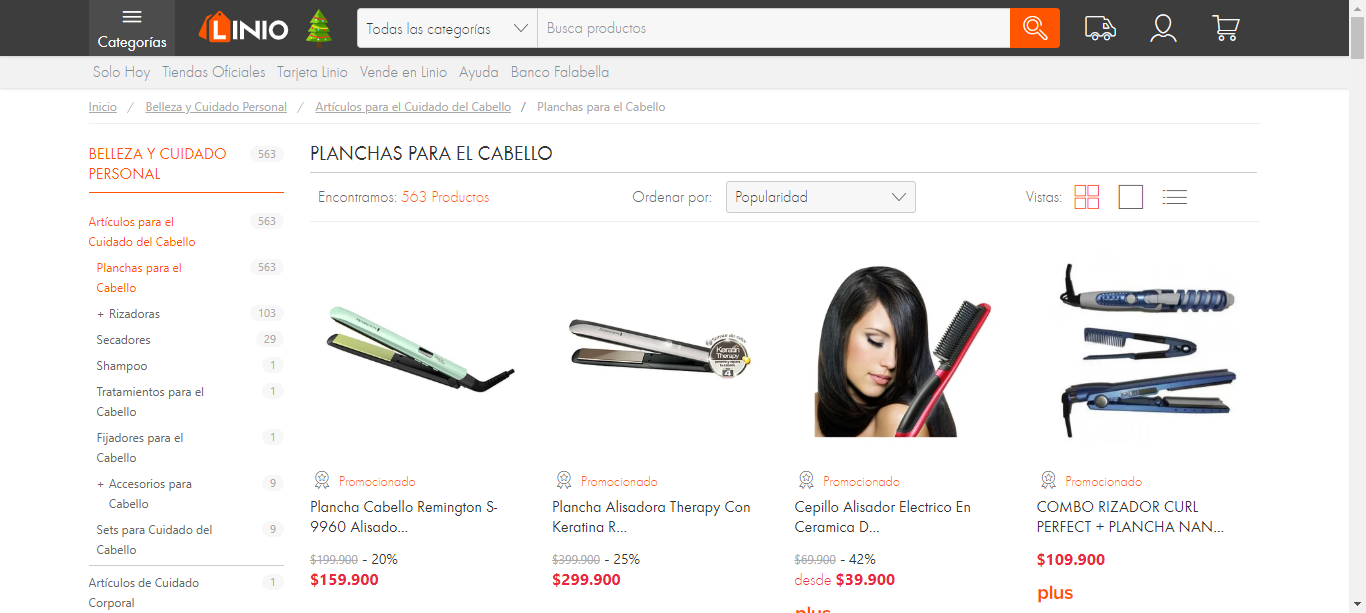 Categorías
LINIO
Todas las categorías
Busca productos
Solo Hoy Tiendas Oficiales Tarjeta Linio Vende en Linio Ayuda Banco Falabella
Inicio / Belleza y Cuidado Personal / Artículos para el Cuidado del Cabello / Planchas para el Cabello
BELLEZA Y CUIDADO 563
PERSONAL
Artículos para el 563
Cuidado del Cabello
Planchas para el 563
Cabello
+ Rizadoras 103
Secadores 29
Shampoo 1
Tratamientos para el 1
Cabello
Fijadores para el 1
Cabello
+ Accesorios para 9
Cabello
Sets para Cuidado del 9
Cabello
Artículos de Cuidado 1
Corporal
PLANCHAS PARA EL CABELLO
Encontramos: 563 Productos Ordenar por: Popularidad Vistas:
Keratin
Therapy
4
Promocionado
Plancha Cabello Remington S-
9960 Alisado...
$199.900 - 20%
$159.900
Promocionado
Plancha Alisadora Therapy Con
Keratina R...
$399.900 - 25%
$299.900
Promocionado
Cepillo Alisador Electrico En
Ceramica D...
$69.900 - 42%
desde $39.900
plus
Promocionado
COMBO RIZADOR CURL
PERFECT + PLANCHA NAN...
$109.900
plus